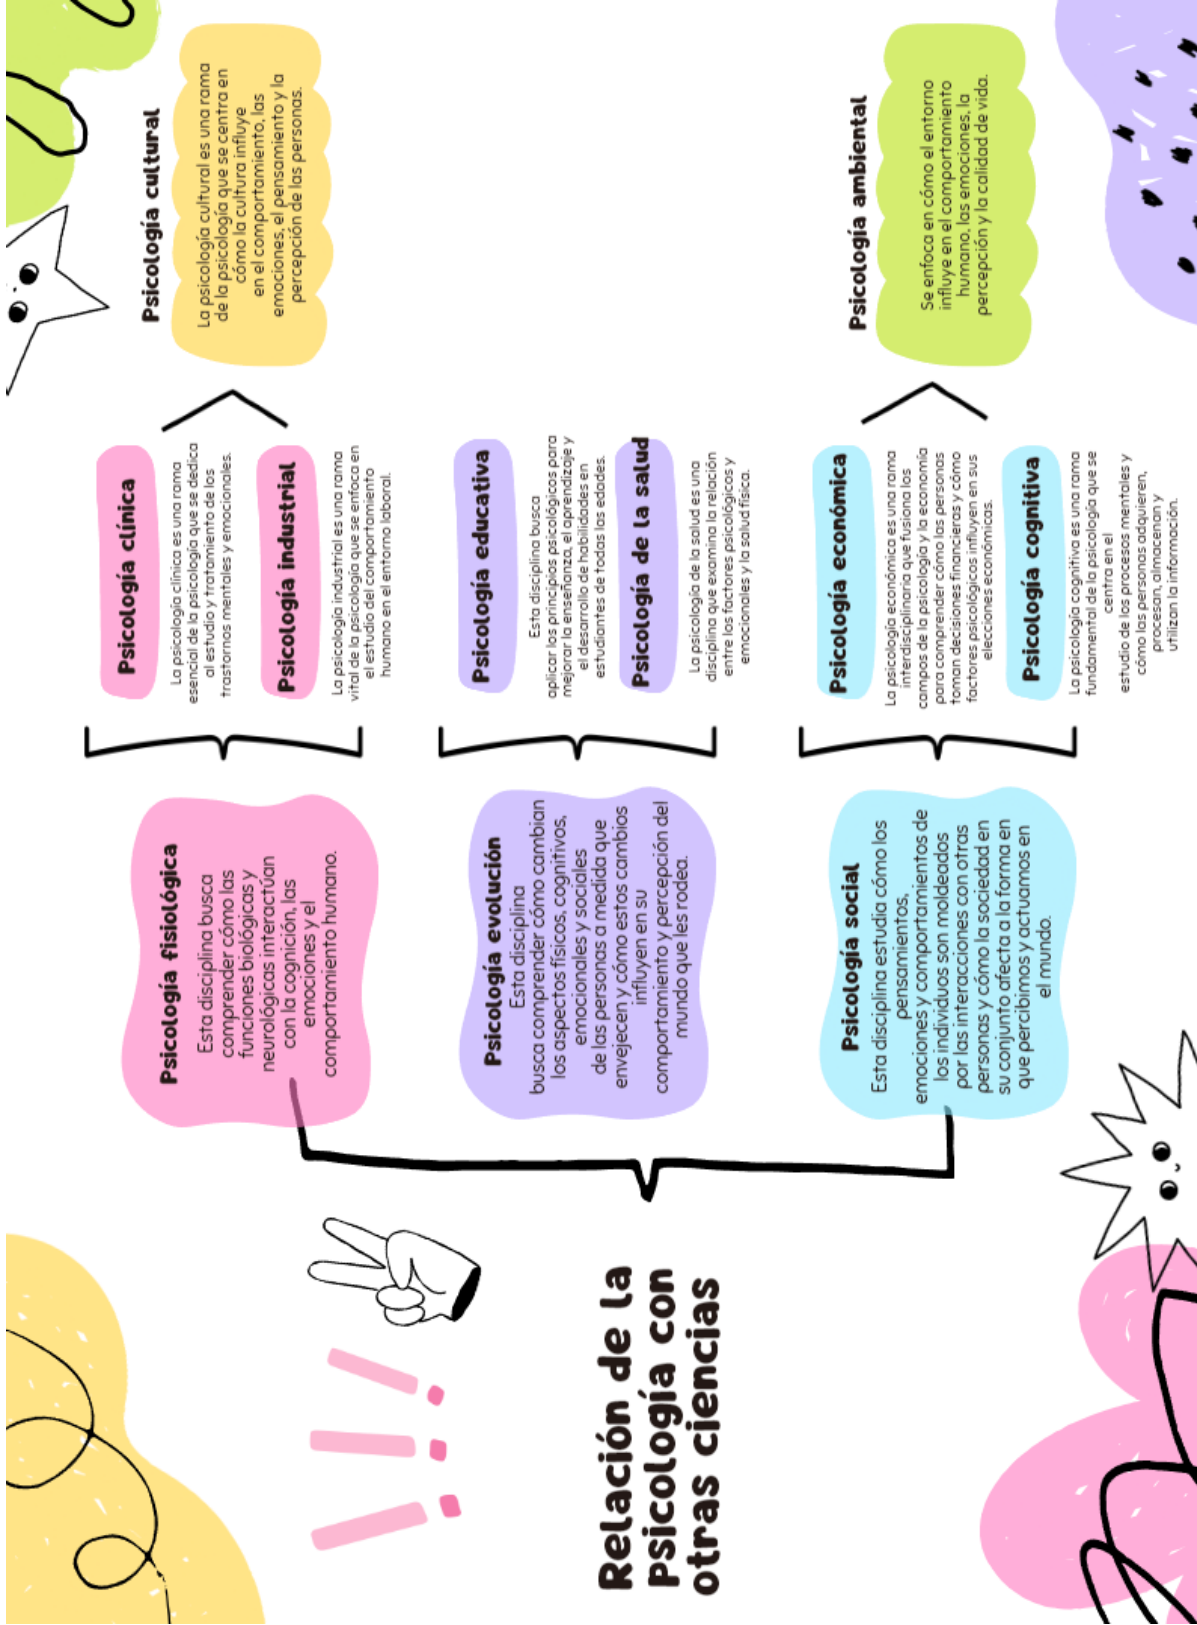 Relación de la
Psicología con
otras ciencias
Psicología fisiológica
Esta disciplina busca
comprender cómo las
funciones biológicas y
neurológicas interactúan
con la cognición, las
emociones y el
comportamiento humano.
Psicología clínica
La psicología clínica es una rama
esencial de la psicología que se dedica
al estudio y tratamiento de los
trastornos mentales y emocionales.
Psicología industrial
La psicología industrial es una rama
vital de la psicología que se enfoca en
el estudio del comportamiento
humano en el entorno laboral.
Psicología cultural
La psicología cultural es una rama
de la psicología que se centra en
cómo la cultura influye
en el comportamiento, las
emociones, el pensamiento y la
percepción de las personas.
Psicología evolución
Esta disciplina
busca comprender cómo cambian
los aspectos físicos, cognitivos,
emocionales y sociales
de las personas a medida que
envejecen y cómo estos cambios
influyen en su
comportamiento y percepción del
mundo que les rodea.
Psicología educativa
Esta disciplina busca
aplicar los principios psicológicos para
mejorar la enseñanza, el aprendizaje y
el desarrollo de habilidades en
estudiantes de todas las edades.
Psicología de la salud
La psicología de la salud es una
disciplina que examina la relación
entre los factores psicológicos y
emocionales y la salud física.
Psicología social
Esta disciplina estudia cómo los
pensamientos,
emociones y comportamientos de
los individuos son moldeados
por las interacciones con otras
personas y cómo la sociedad en
su conjunto afecta a la forma en
que percibimos y actuamos en
el mundo.
Psicología económica
La psicología económica es una rama
interdisciplinaria que fusiona los
campos de la psicología y la economía
para comprender cómo las personas
toman decisiones financieras y cómo
factores psicológicos influyen en sus
elecciones económicas.
Psicología cognitiva
La psicología cognitiva es una rama
fundamental de la psicología que se
centra en el
estudio de los procesos mentales y
cómo las personas adquieren,
procesan, almacenan y
utilizan la información.
Psicología ambiental
Se enfoca en cómo el entorno
influye en el comportamiento
humano, las emociones, la
percepción y la calidad de vida.